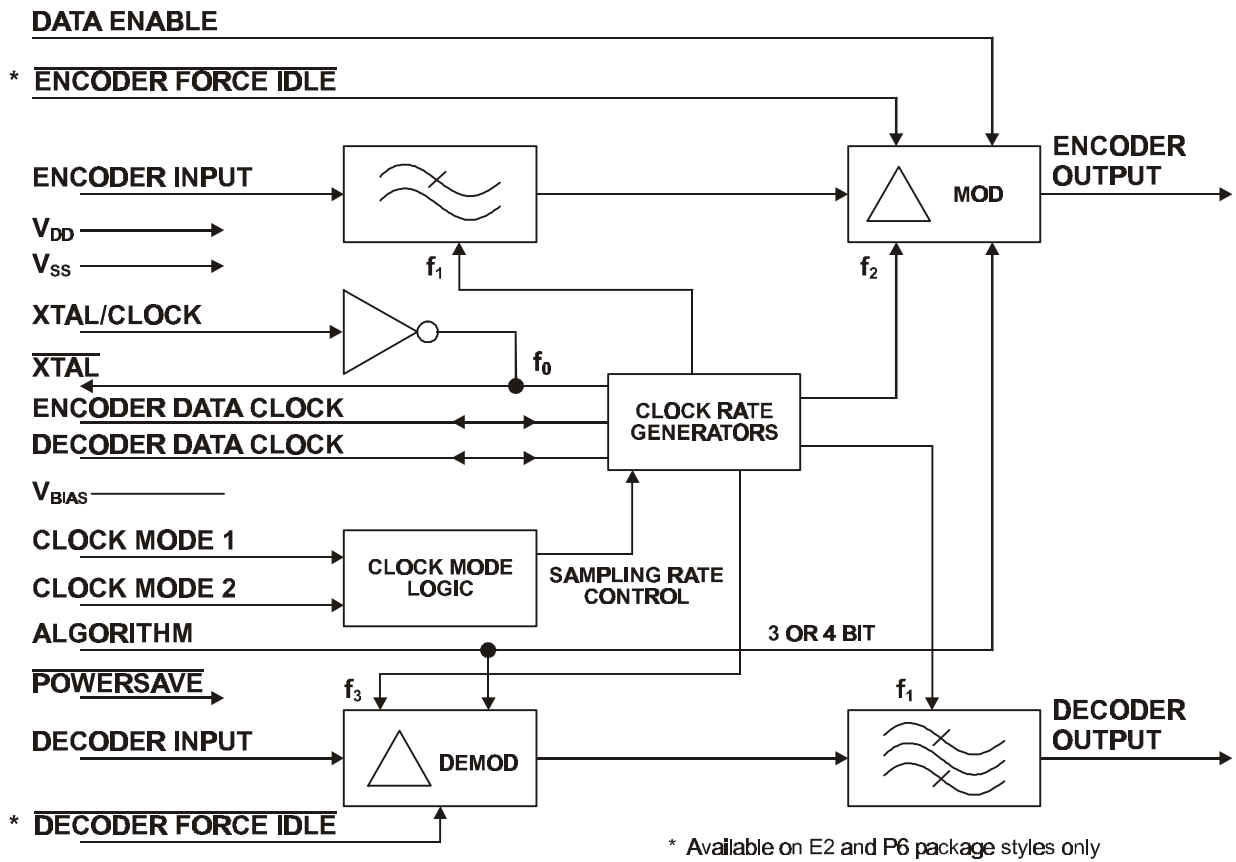 DATA ENABLE
* ENCODER FORCE IDLE
ENCODER INPUT
MOD
ENCODER
OUTPUT
VDD
VSS
f1
f2
XTAL/CLOCK
XTAL
f0
ENCODER DATA CLOCK
DECODER DATA CLOCK
CLOCK RATE
GENERATORS
VBIAS
CLOCK MODE 1
CLOCK MODE 2
CLOCK MODE
LOGIC
SAMPLING RATE
CONTROL
ALGORITHM
3 OR 4 BIT
POWERSAVE
f3
f1
DECODER INPUT
DEMOD
DECODER
OUTPUT
* DECODER FORCE IDLE
* Available on E2 and P6 package styles only